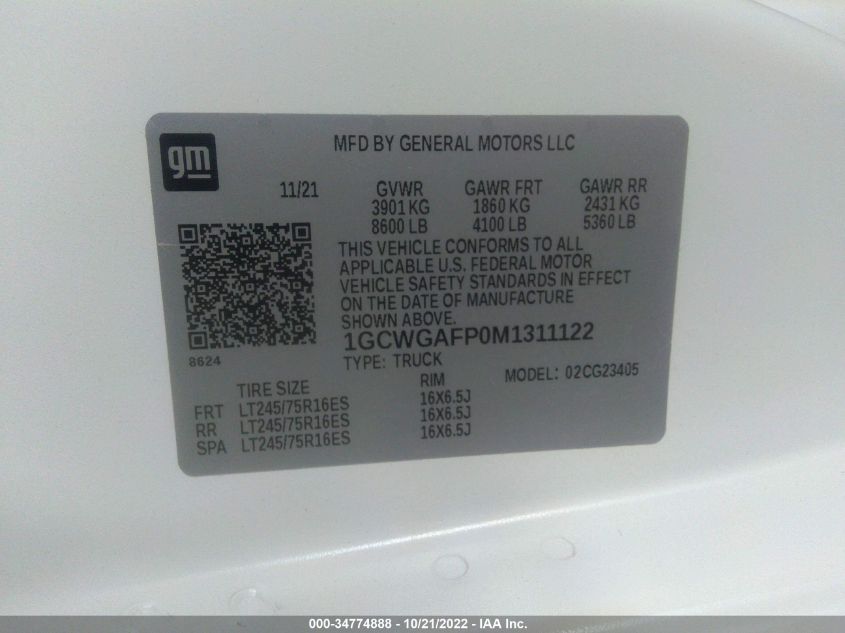 gm
MFD BY GENERAL MOTORS LLC
11/21 GVWR GAWR FRT GAWR RR
3901 KG 1860 KG 2431 KG
8600 LB 4100 LB 5360 LB
THIS VEHICLE CONFORMS TO ALL
APPLICABLE U.S. FEDERAL MOTOR
VEHICLE SAFETY STANDARDS IN EFFECT
ON THE DATE OF MANUFACTURE
SHOWN ABOVE.
1GCWGAFP0M1311122
8624
TYPE: TRUCK MODEL: 02CG23405
TIRE SIZE RIM
FRT LT245/75R16ES 16X6.5J
RR LT245/75R16ES 16X6.5J
SPA LT245/75R16ES 16X6.5J
000-34774888 - 10/21/2022 - IAA Inc.